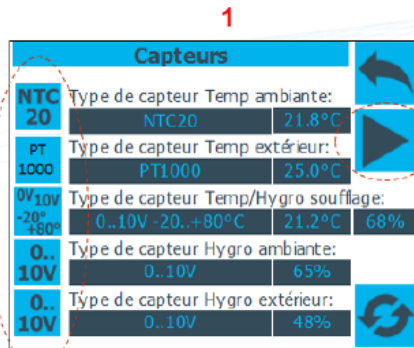 1
Capteurs
NTC 20
Type de capteur Temp ambiante:
NTC20 21.8°C
PT 1000
Type de capteur Temp extérieur:
PT1000 25.0°C
0V10V -20° +80°
Type de capteur Temp/Hygro soufflage:
0..10V -20..+80°C 21.2°C 68%
0.. 10V
Type de capteur Hygro ambiante:
0..10V 65%
0.. 10V
Type de capteur Hygro extérieur:
0..10V 48%